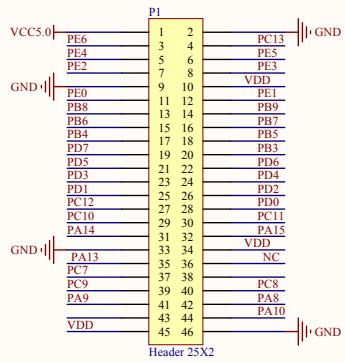 P1
VCC5.0 1 2 GND
PE6 3 4 PC13
PE4 5 6 PE5
PE2 7 8 PE3
GND 9 10 VDD
PE0 11 12 PE1
PB8 13 14 PB9
PB6 15 16 PB7
PB4 17 18 PB5
PD7 19 20 PB3
PD5 21 22 PD6
PD3 23 24 PD4
PD1 25 26 PD2
PC12 27 28 PD0
PC10 29 30 PC11
PA14 31 32 PA15
GND 33 34 VDD
PA13 35 36 NC
PC7 37 38
PC9 39 40 PC8
PA9 41 42 PA8
43 44 PA10
VDD 45 46 GND
Header 25X2